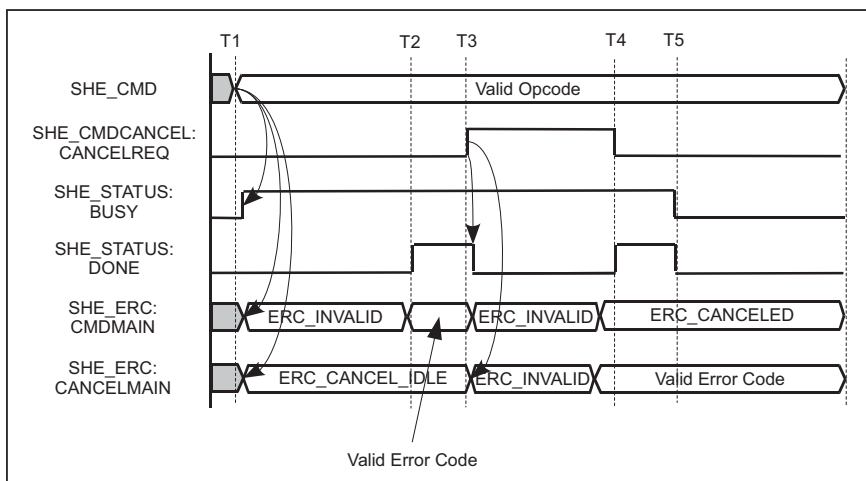 T1 T2 T3 T4 T5
SHE_CMD
Valid Opcode
SHE_CMDCANCEL:
CANCELREQ
SHE_STATUS:
BUSY
SHE_STATUS:
DONE
SHE_ERC:
CMDMAIN
ERC_INVALID
ERC_INVALID
ERC_CANCELED
SHE_ERC:
CANCELMAIN
ERC_CANCEL_IDLE
ERC_INVALID
Valid Error Code
Valid Error Code